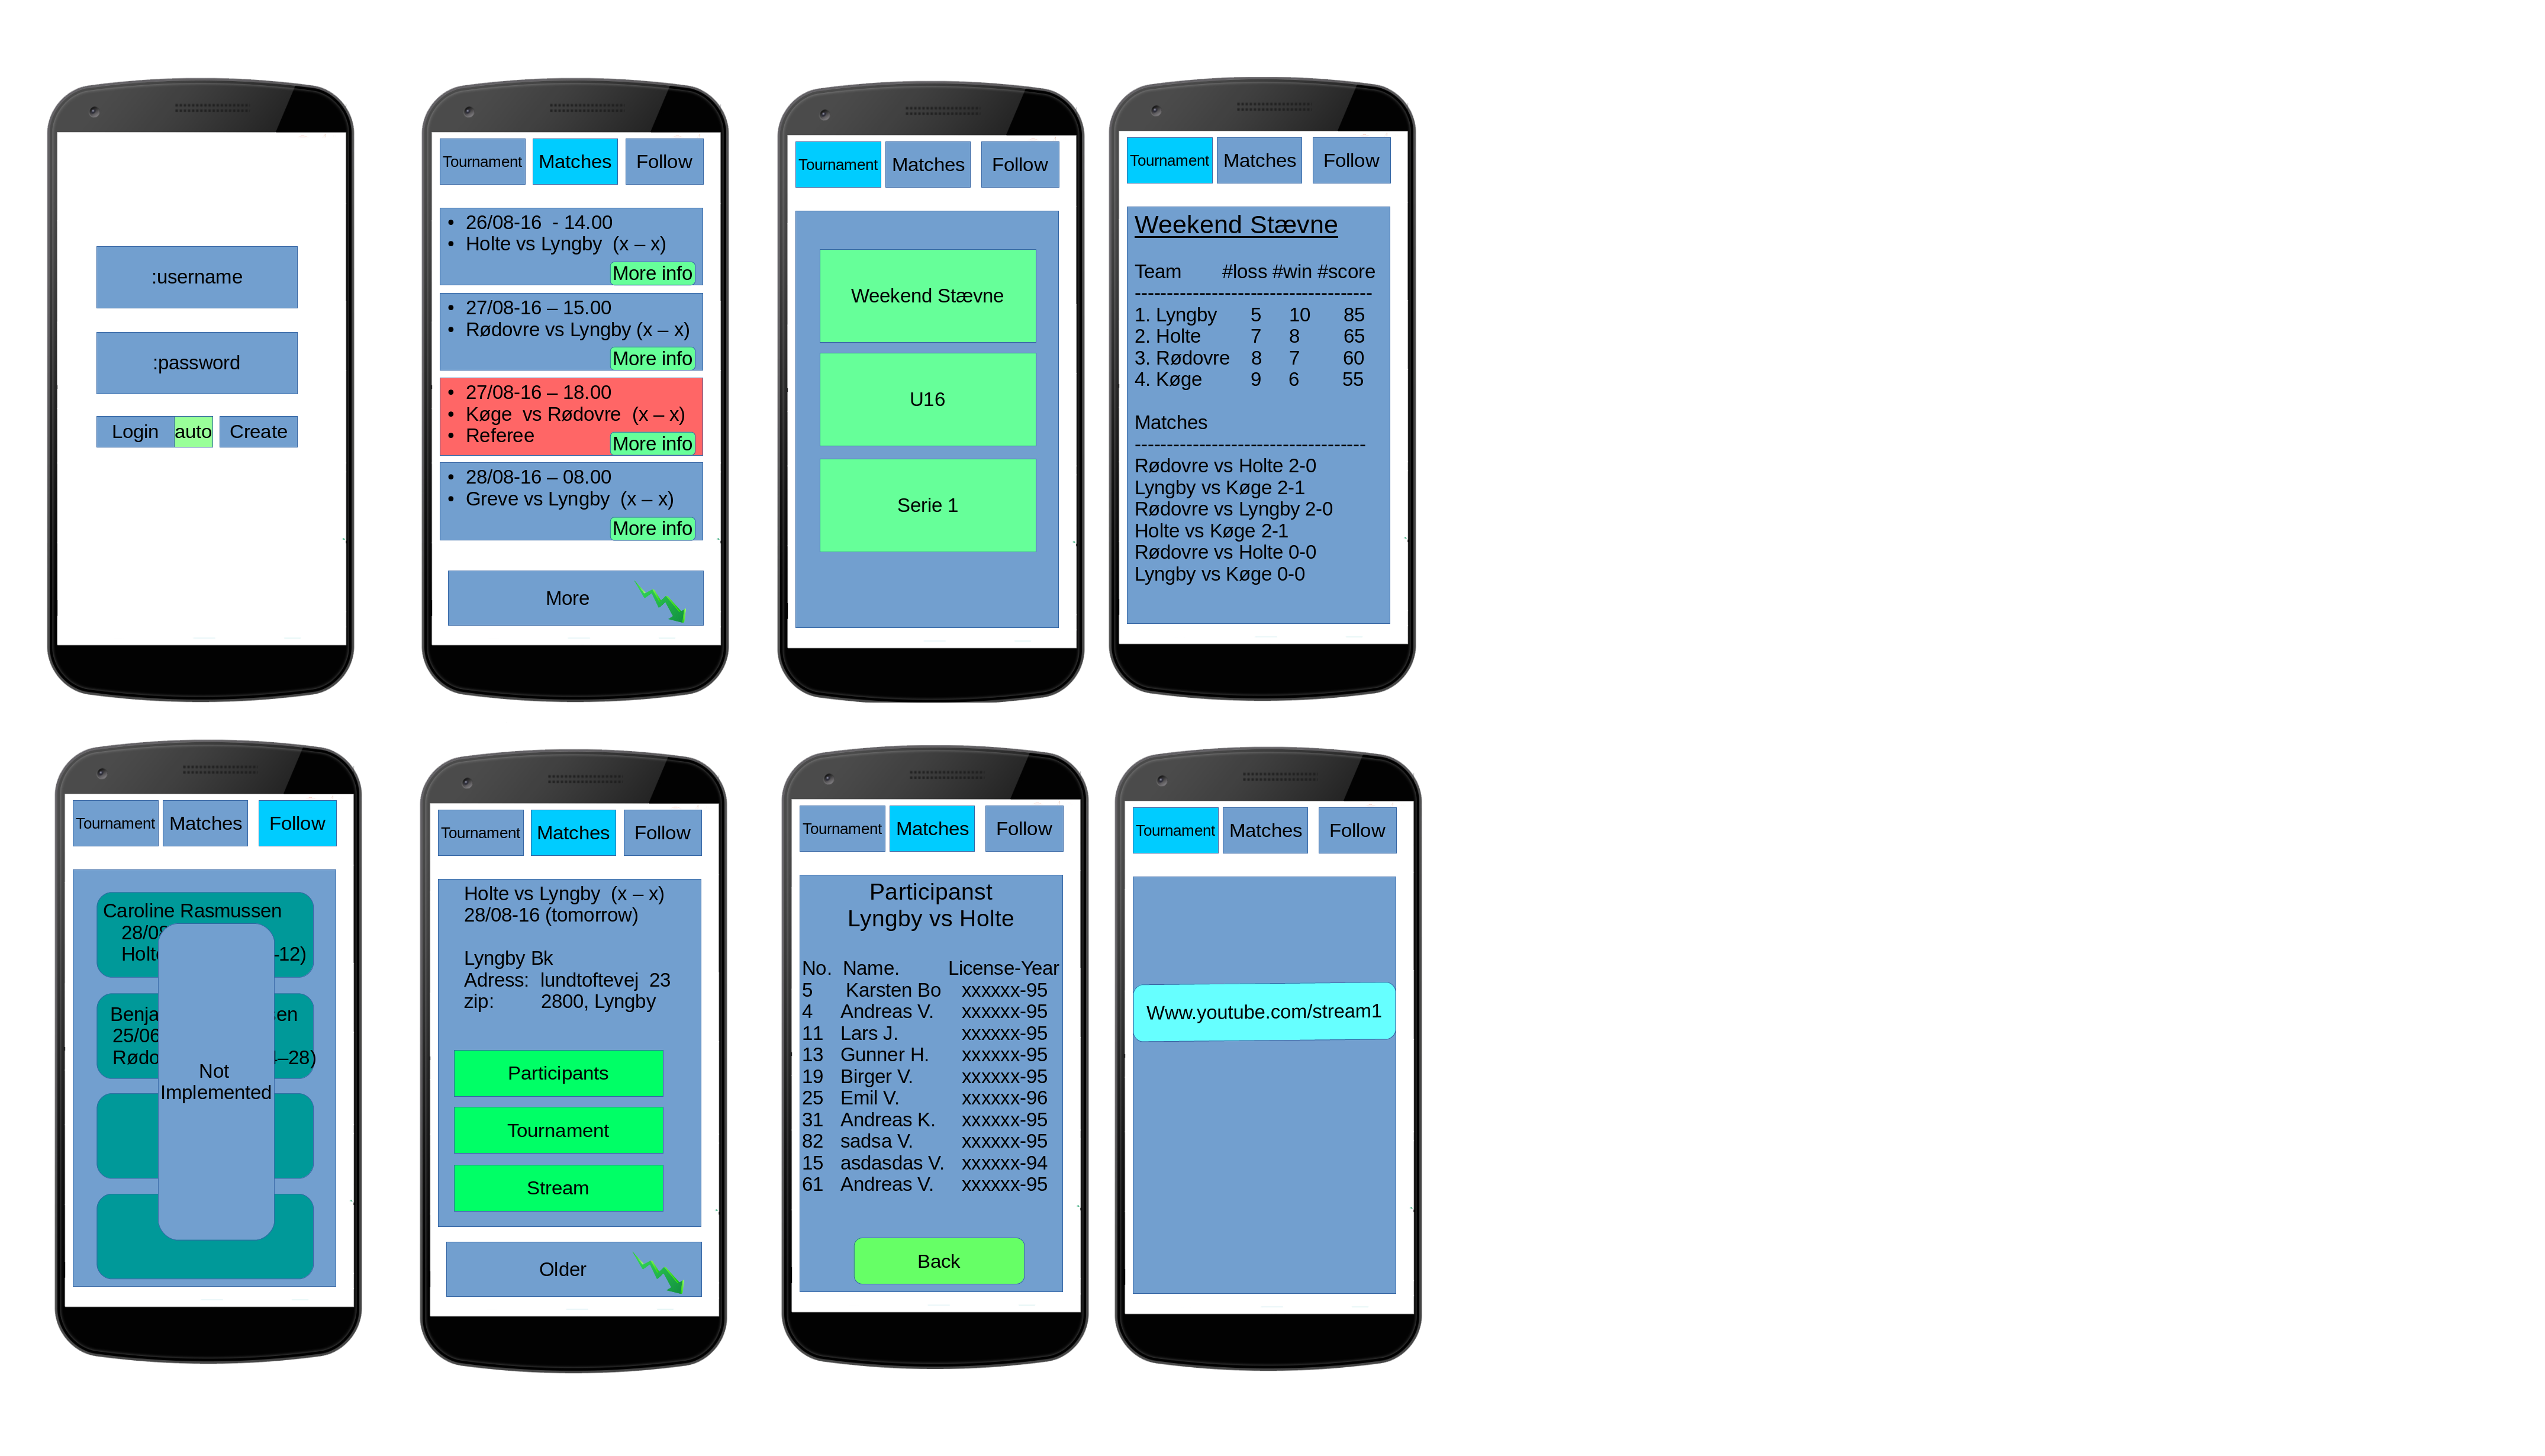 :username
:password
Login auto Create
Tournament Matches Follow
• 26/08-16 - 14.00
• Holte vs Lyngby (x – x)
More info
• 27/08-16 – 15.00
• Rødovre vs Lyngby (x – x)
More info
• 27/08-16 – 18.00
• Køge vs Rødovre (x – x)
• Referee
More info
• 28/08-16 – 08.00
• Greve vs Lyngby (x – x)
More info
More
Tournament Matches Follow
Weekend Stævne
U16
Serie 1
Tournament Matches Follow
Weekend Stævne
Team #loss #win #score
-------------------------------------
1. Lyngby 5 10 85
2. Holte 7 8 65
3. Rødovre 8 7 60
4. Køge 9 6 55
Matches
------------------------------------
Rødovre vs Holte 2-0
Lyngby vs Køge 2-1
Rødovre vs Lyngby 2-0
Holte vs Køge 2-1
Rødovre vs Holte 0-0
Lyngby vs Køge 0-0
Tournament Matches Follow
Caroline Rasmussen
28/0
Holt –12)
Benja sen
25/06
Rødo –28)
Not
Implemented
Tournament Matches Follow
Holte vs Lyngby (x – x)
28/08-16 (tomorrow)
Lyngby Bk
Adress: lundtoftevej 23
zip: 2800, Lyngby
Participants
Tournament
Stream
Older
Tournament Matches Follow
Participanst
Lyngby vs Holte
No. Name. License-Year
5 Karsten Bo xxxxxx-95
4 Andreas V. xxxxxx-95
11 Lars J. xxxxxx-95
13 Gunner H. xxxxxx-95
19 Birger V. xxxxxx-95
25 Emil V. xxxxxx-96
31 Andreas K. xxxxxx-95
82 sadsa V. xxxxxx-95
15 asdasdas V. xxxxxx-94
61 Andreas V. xxxxxx-95
Back
Tournament Matches Follow
Www.youtube.com/stream1